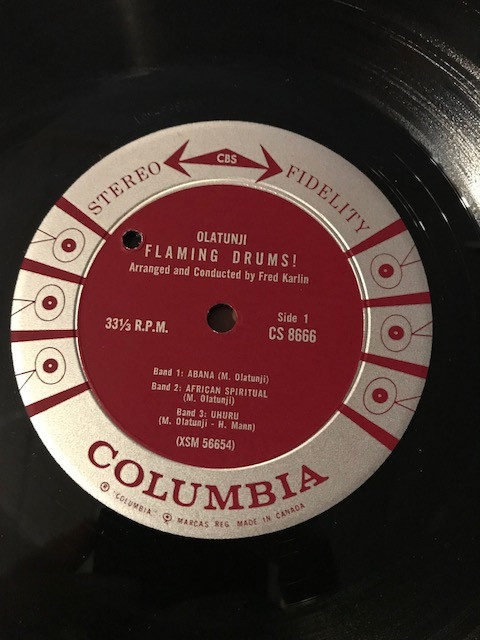 STEREO CBS FIDELITY
OLATUNJI
FLAMING DRUMS!
Arranged and Conducted by Fred Karlin
33⅓ R.P.M.
Side 1
CS 8666
Band 1: ABANA (M. Olatunji)
Band 2: AFRICAN SPIRITUAL
(M. Olatunji)
Band 3: UHURU
(M. Olatunji - H. Mann)
(XSM 56654)
COLUMBIA
® "COLUMBIA" MARCAS REG. MADE IN CANADA